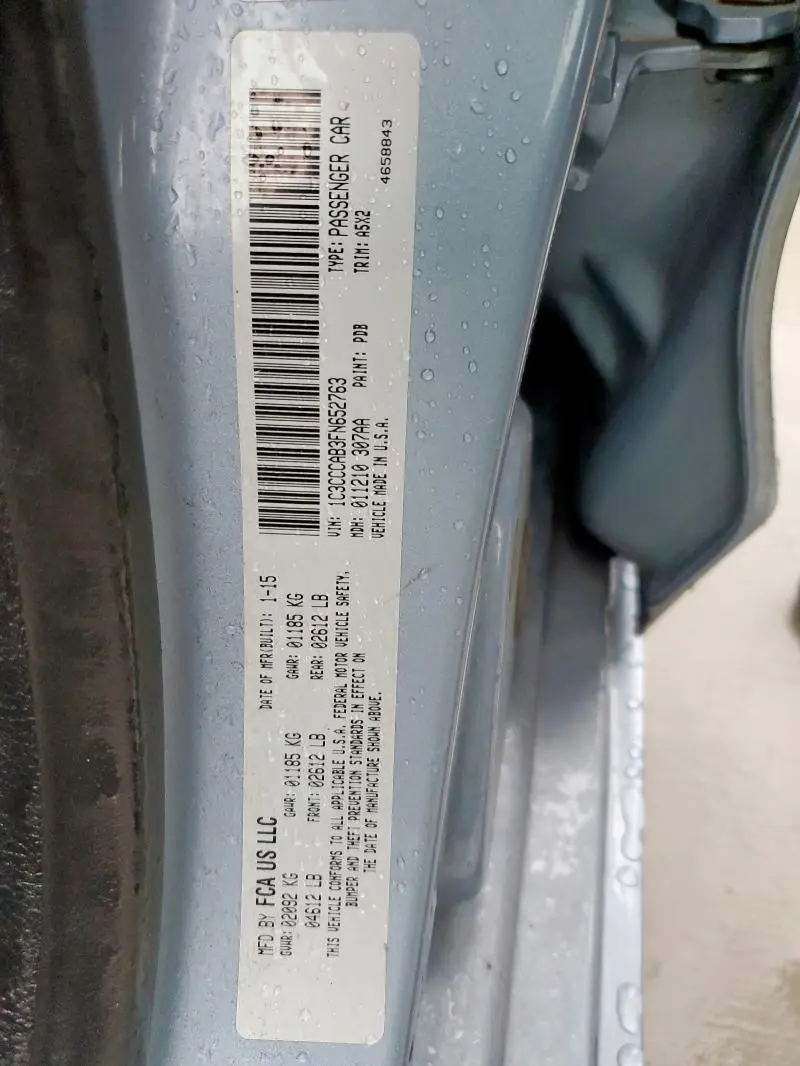 MFD BY FCA US LLC
DATE OF MFR(BUILT): 1-15
GVWR: 02092 KG
GAWR: 01185 KG
GAWR: 01185 KG
04612 LB
FRONT: 02612 LB
REAR: 02612 LB
THIS VEHICLE CONFORMS TO ALL APPLICABLE U.S.A. FEDERAL MOTOR VEHICLE SAFETY,
BUMPER AND THEFT PREVENTION STANDARDS IN EFFECT ON
THE DATE OF MANUFACTURE SHOWN ABOVE.
VIN: 1C3CCCAB3FN652763
TYPE: PASSENGER CAR
MDH: 011210 307AA
PAINT: PDB
TRIM: A5X2
VEHICLE MADE IN U.S.A.
4658843